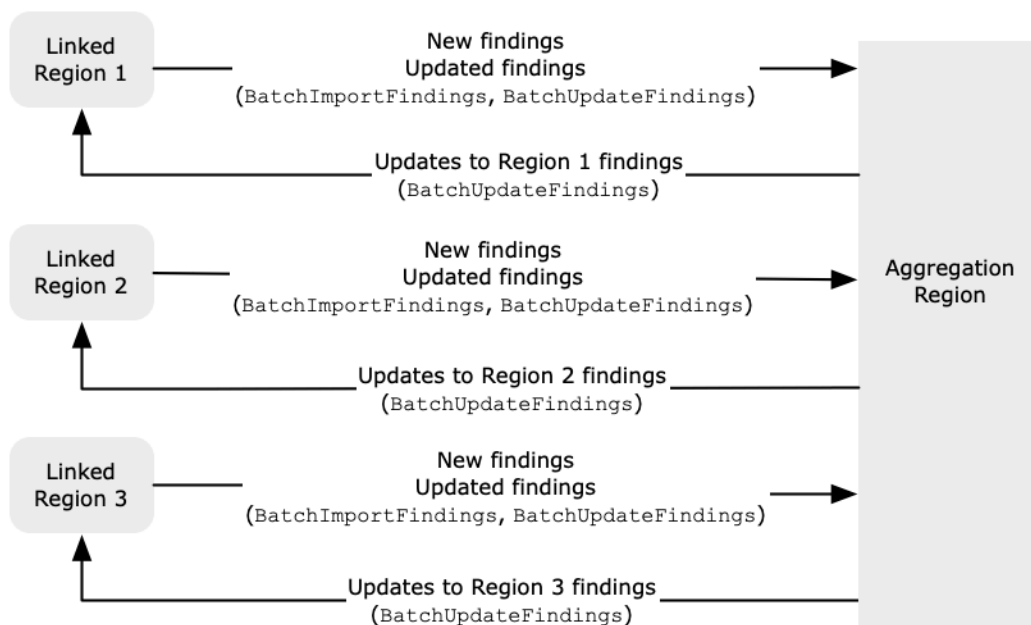 Linked
Region 1
New findings
Updated findings
(BatchImportFindings, BatchUpdateFindings)
Updates to Region 1 findings
(BatchUpdateFindings)
Linked
Region 2
New findings
Updated findings
(BatchImportFindings, BatchUpdateFindings)
Updates to Region 2 findings
(BatchUpdateFindings)
Linked
Region 3
New findings
Updated findings
(BatchImportFindings, BatchUpdateFindings)
Updates to Region 3 findings
(BatchUpdateFindings)
Aggregation
Region